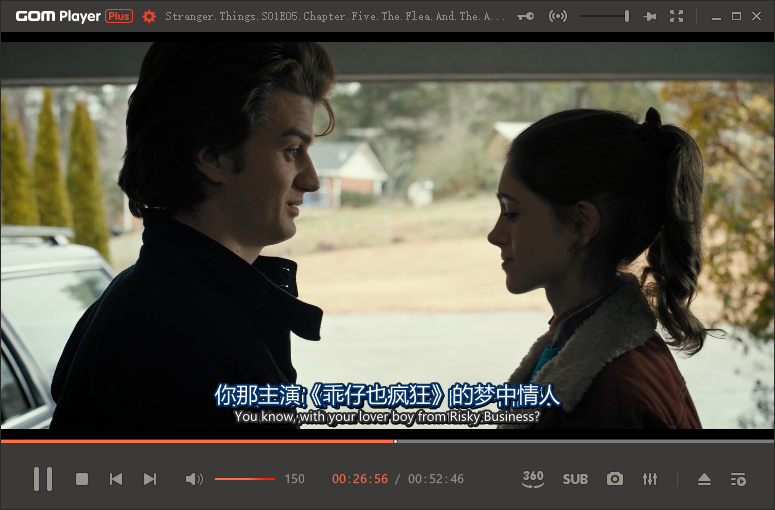 GOM Player Plus Stranger.Things.S01E05.Chapter.Five.The.Flea.And.The.A...
你那主演《乖仔也疯狂》的梦中情人
You know, with your lover boy from Risky Business?
150 00:26:56 / 00:52:46 360 SUB